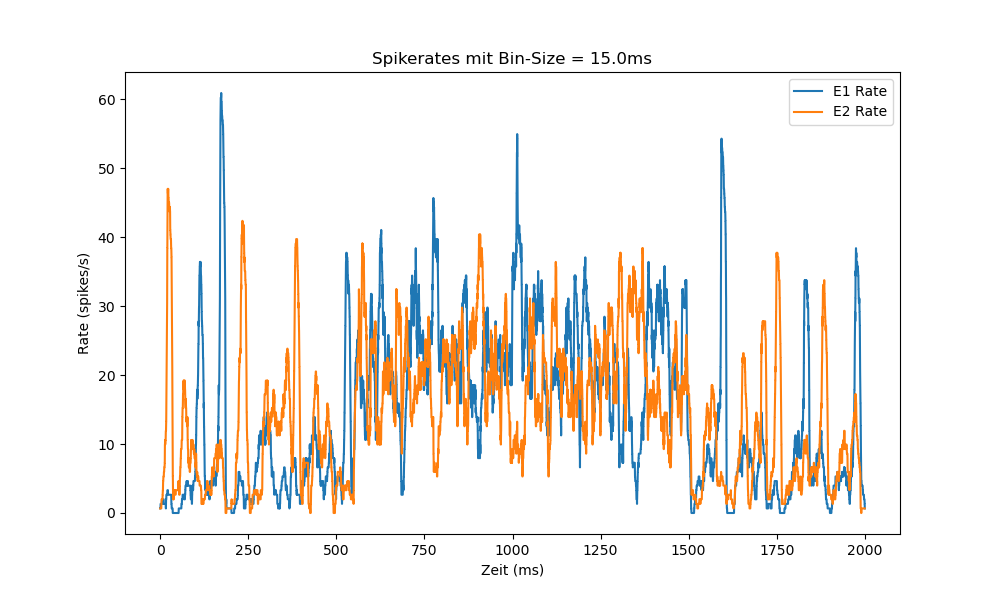 Spikerates mit Bin-Size = 15.0ms
E1 Rate
E2 Rate
Rate (spikes/s)
60
50
40
30
20
10
0
0 250 500 750 1000 1250 1500 1750 2000
Zeit (ms)